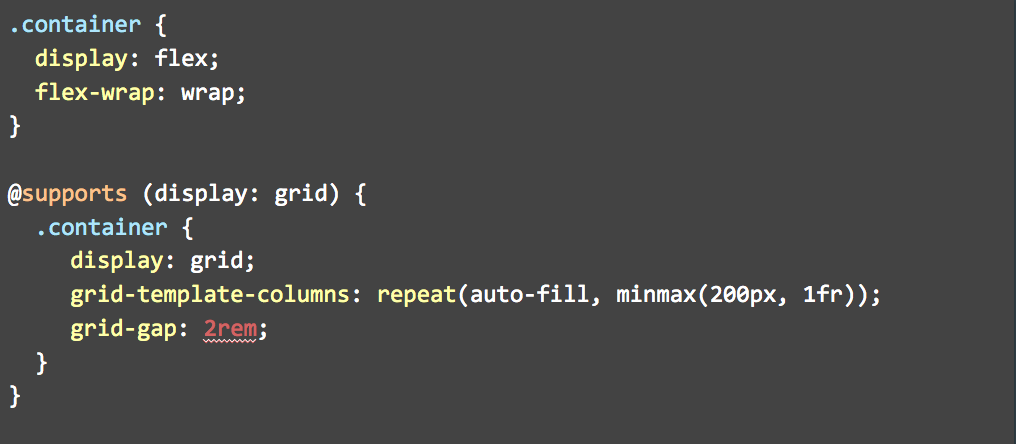 .container {
  display: flex;
  flex-wrap: wrap;
}

@supports (display: grid) {
  .container {
    display: grid;
    grid-template-columns: repeat(auto-fill, minmax(200px, 1fr));
    grid-gap: 2rem;
  }
}